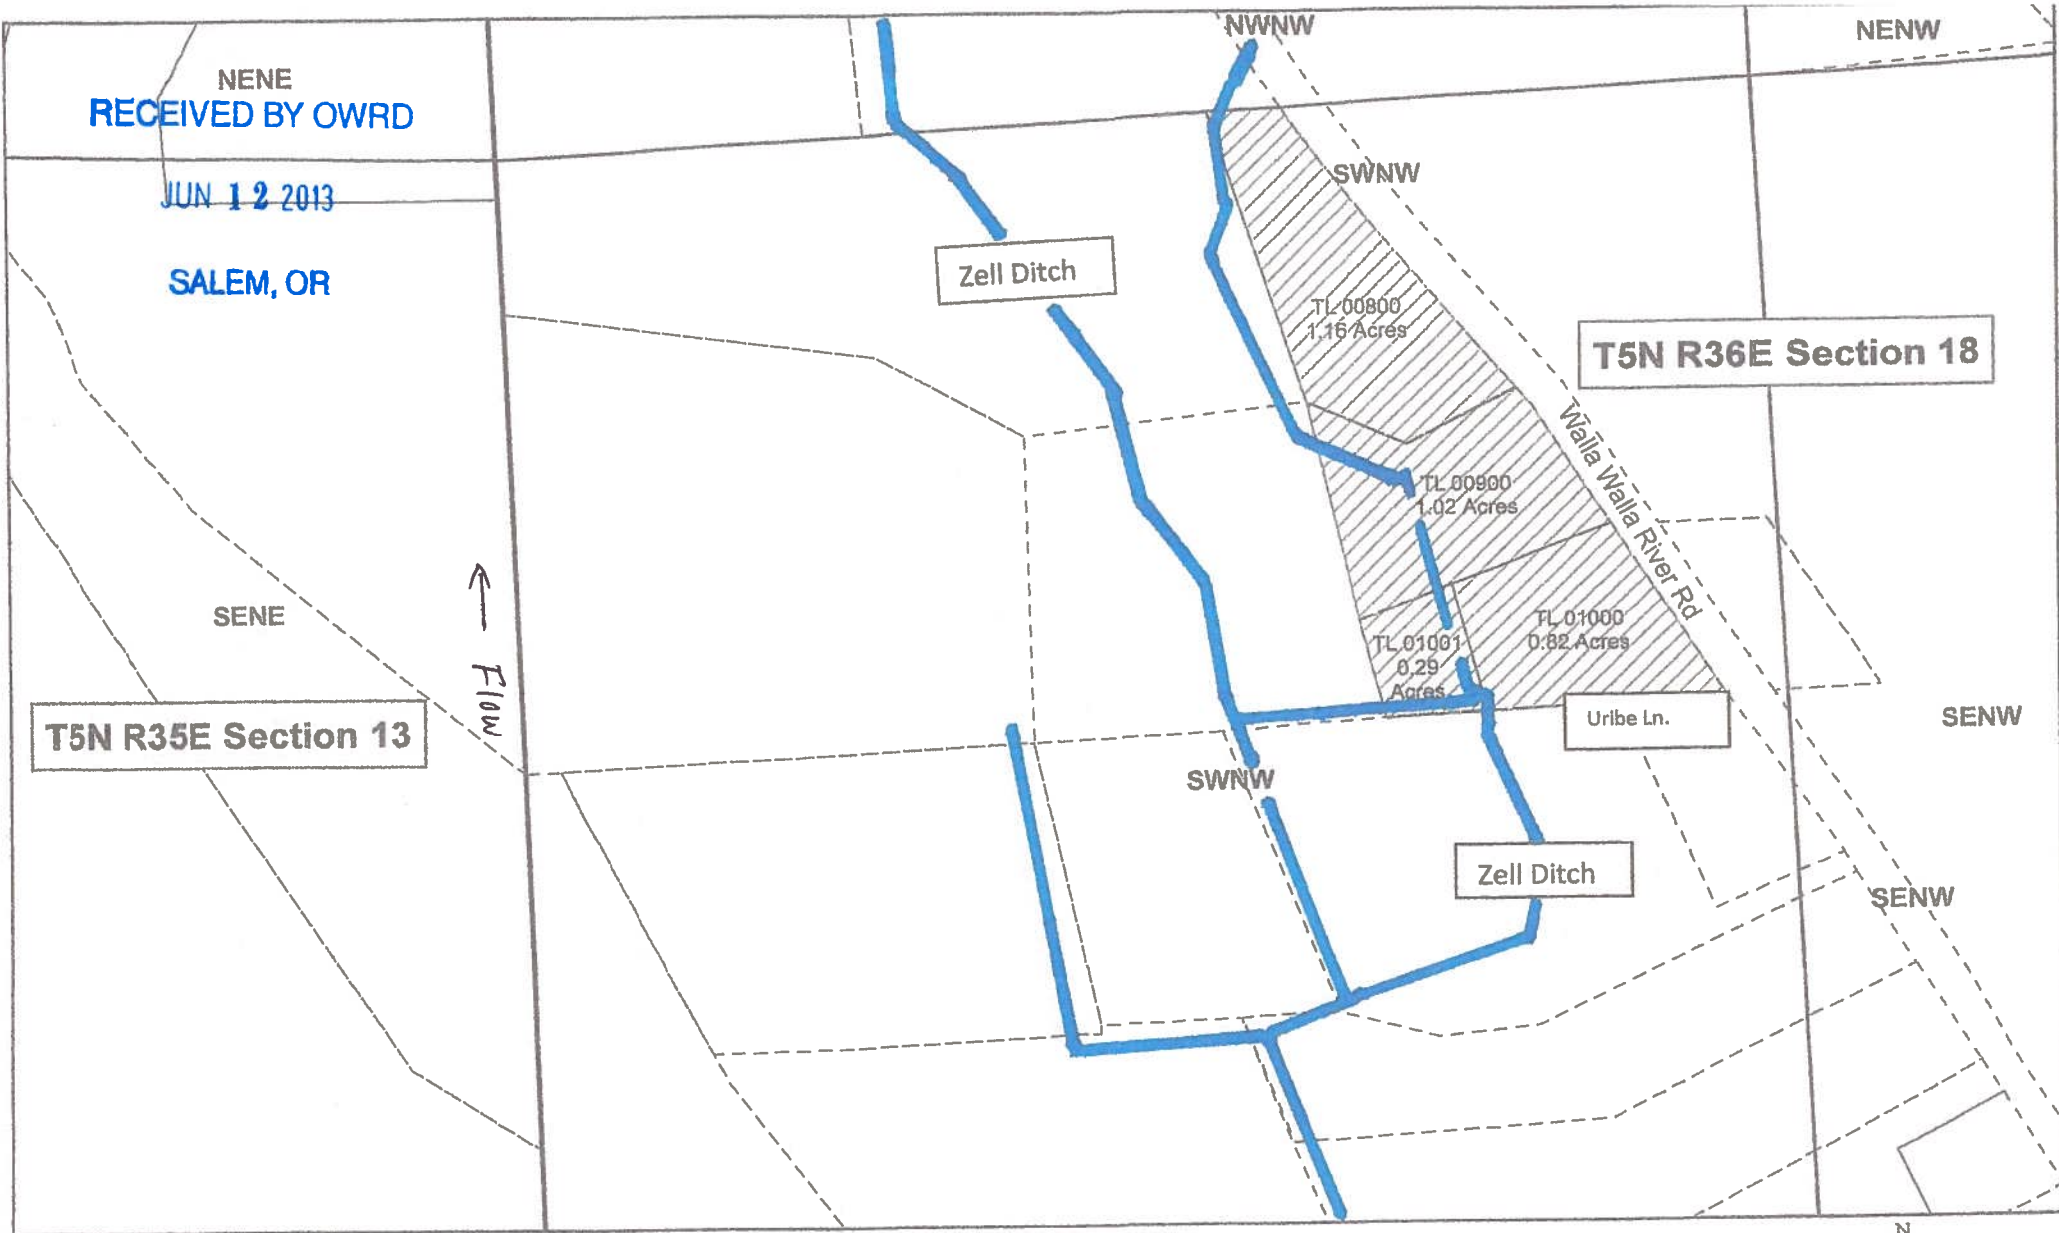 NWNW
NENW
NENE
RECEIVED BY OWRD
JUN 12 2013
SALEM, OR
SWNW
Zell Ditch
TL 00800
1.16 Acres
T5N R36E Section 18
Walla Walla River Rd
TL 00900
1.02 Acres
SENE
← Flow
TL 01000
0.82 Acres
TL 01001
0.29
Acres
T5N R35E Section 13
Uribe Ln.
SENW
SWNW
Zell Ditch
SENW
N